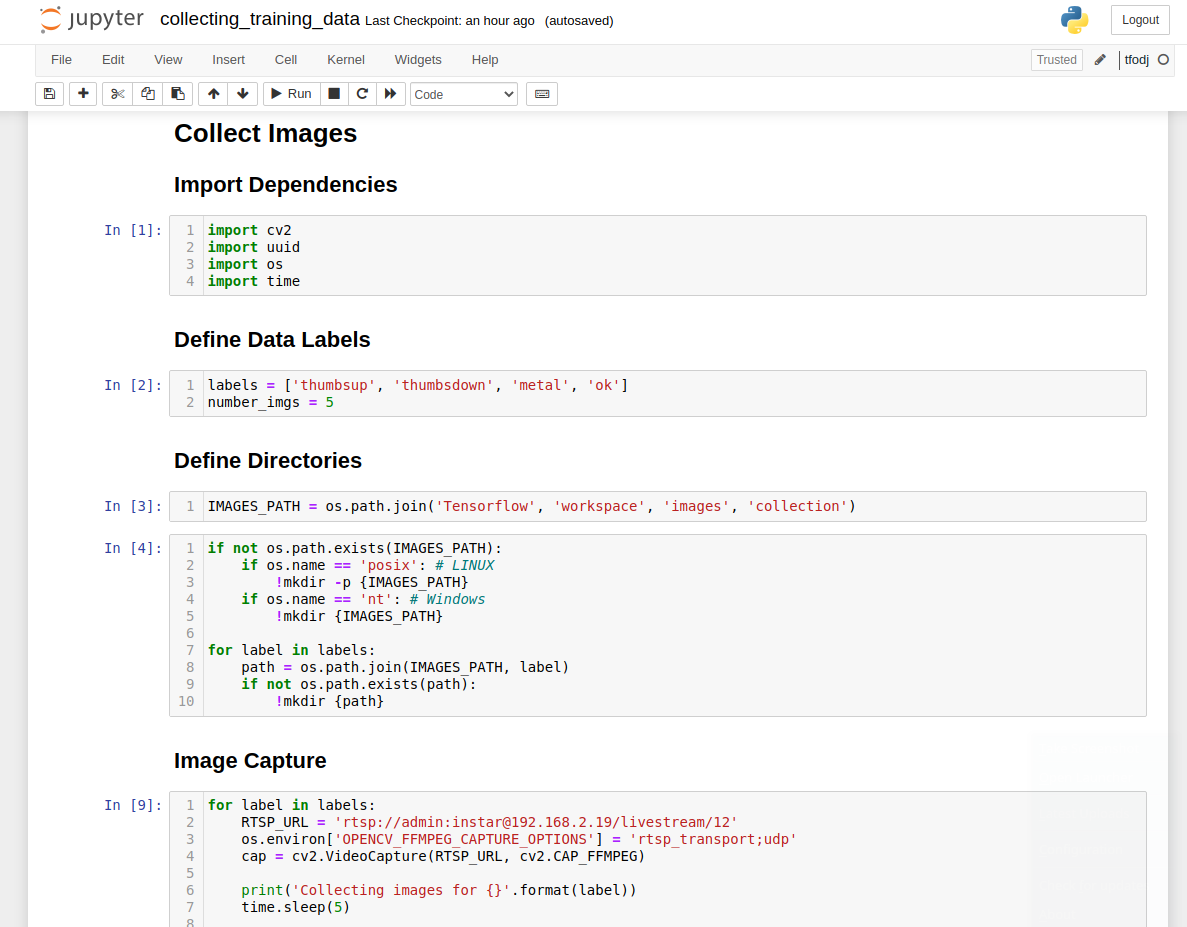 jupyter collecting_training_data Last Checkpoint: an hour ago (autosaved) Logout
File Edit View Insert Cell Kernel Widgets Help Trusted tfodj
Run Code
Collect Images
Import Dependencies
In [1]:
1 import cv2
2 import uuid
3 import os
4 import time
Define Data Labels
In [2]:
1 labels = ['thumbsup', 'thumbsdown', 'metal', 'ok']
2 number_imgs = 5
Define Directories
In [3]:
1 IMAGES_PATH = os.path.join('Tensorflow', 'workspace', 'images', 'collection')
In [4]:
1 if not os.path.exists(IMAGES_PATH):
2     if os.name == 'posix': # LINUX
3         !mkdir -p {IMAGES_PATH}
4     if os.name == 'nt': # Windows
5         !mkdir {IMAGES_PATH}
6
7 for label in labels:
8     path = os.path.join(IMAGES_PATH, label)
9     if not os.path.exists(path):
10         !mkdir {path}
Image Capture
In [9]:
1 for label in labels:
2     RTSP_URL = 'rtsp://admin:instar@192.168.2.19/livestream/12'
3     os.environ['OPENCV_FFMPEG_CAPTURE_OPTIONS'] = 'rtsp_transport;udp'
4     cap = cv2.VideoCapture(RTSP_URL, cv2.CAP_FFMPEG)
5
6     print('Collecting images for {}'.format(label))
7     time.sleep(5)
8